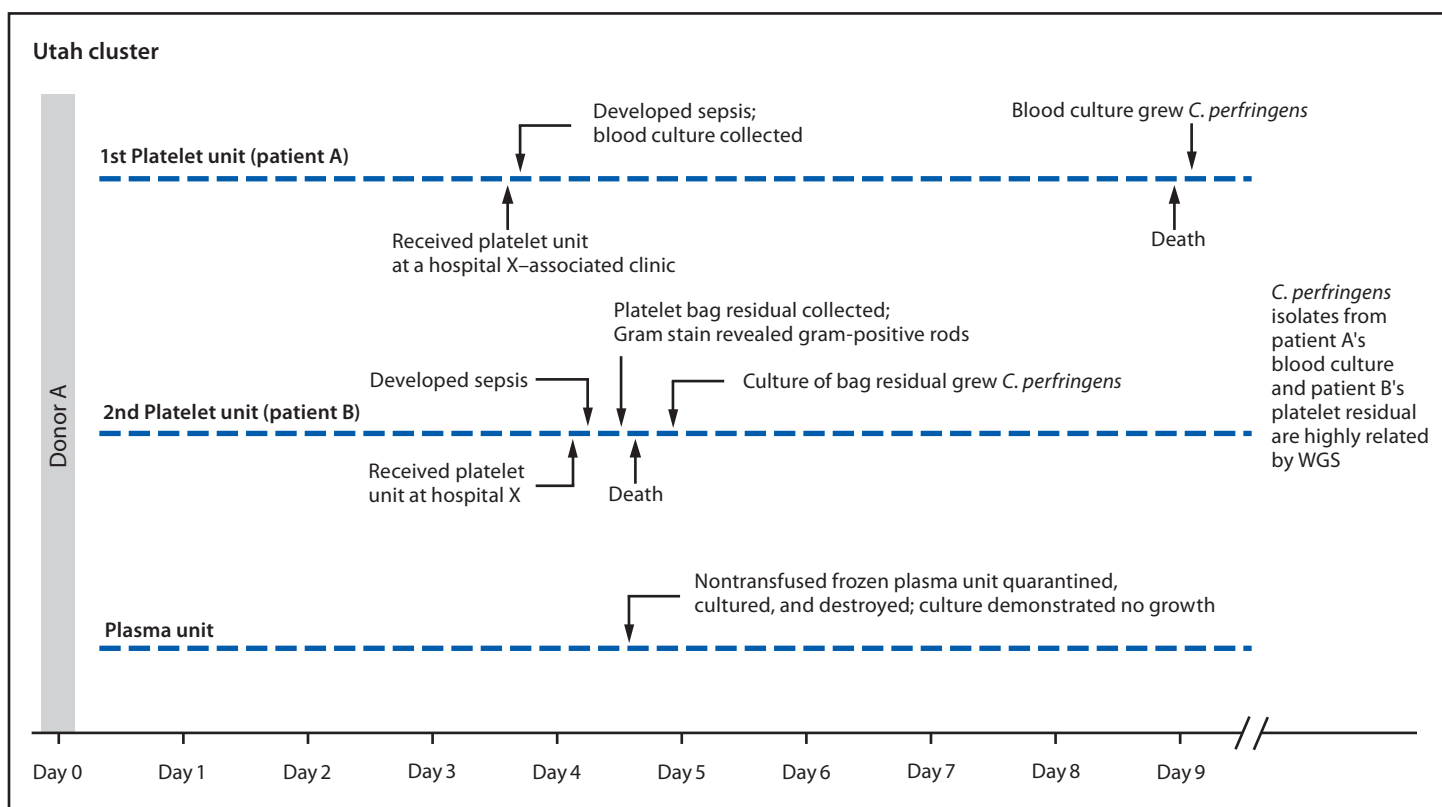 Utah cluster
Developed sepsis;
blood culture collected
Blood culture grew C. perfringens
1st Platelet unit (patient A)
Received platelet unit
at a hospital X–associated clinic
Death
Platelet bag residual collected;
Gram stain revealed gram-positive rods
Developed sepsis
Culture of bag residual grew C. perfringens
2nd Platelet unit (patient B)
Received platelet
unit at hospital X
Death
C. perfringens
isolates from
patient A's
blood culture
and patient B's
platelet residual
are highly related
by WGS
Donor A
Nontransfused frozen plasma unit quarantined,
cultured, and destroyed; culture demonstrated no growth
Plasma unit
Day 0 Day 1 Day 2 Day 3 Day 4 Day 5 Day 6 Day 7 Day 8 Day 9